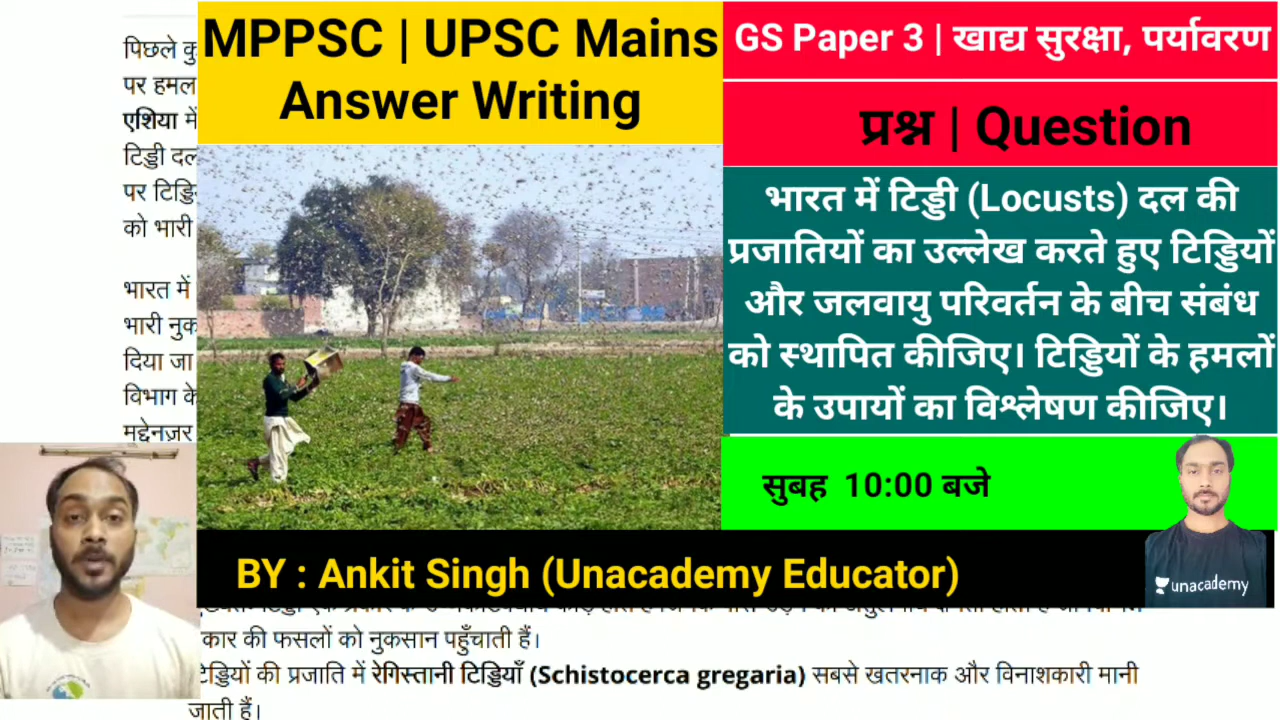 MPPSC | UPSC Mains
Answer Writing
GS Paper 3 | खाद्य सुरक्षा, पर्यावरण
प्रश्न | Question
भारत में टिड्डी (Locusts) दल की
प्रजातियों का उल्लेख करते हुए टिड्डियों
और जलवायु परिवर्तन के बीच संबंध
को स्थापित कीजिए। टिड्डियों के हमलों
के उपायों का विश्लेषण कीजिए।
सुबह 10:00 बजे
unacademy
BY : Ankit Singh (Unacademy Educator)
पिछले
पर हमल
एशिया में
टिड्डी दल
पर
को भारी
भारत में
भारी
दिया जा
विभाग के
मद्देनज़र
की फसलों को नुकसान पहुँचाती हैं।
की प्रजाति में रेगिस्तानी टिड्डियाँ (Schistocerca gregaria) सबसे खतरनाक और विनाशकारी मानी
जाती हैं।